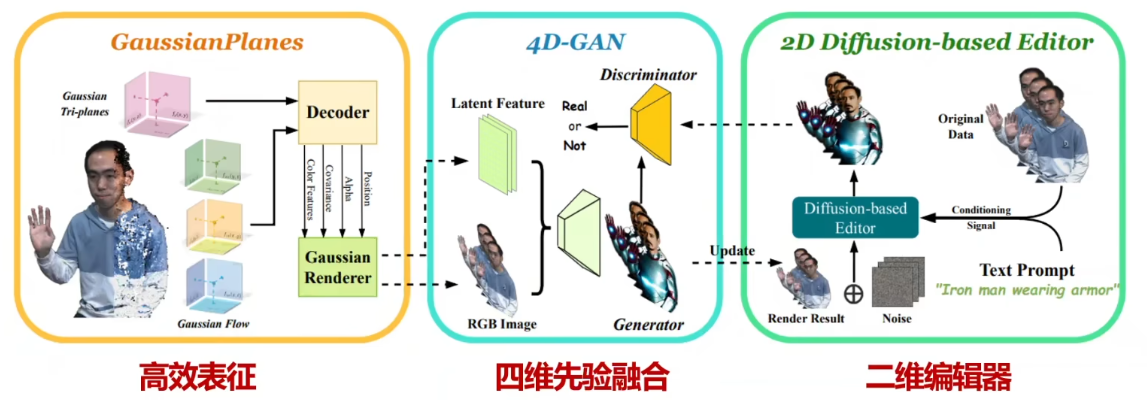 GaussianPlanes
Gaussian
Tri-planes
Decoder
Color Features
Covariance
Alpha
Position
Gaussian
Renderer
Gaussian Flow
高效表征
4D-GAN
Discriminator
Latent Feature
Real
or
Not
RGB Image
Generator
四维先验融合
2D Diffusion-based Editor
Original
Data
Diffusion-based
Editor
Conditioning
Signal
Update
Text Prompt
"Iron man wearing armor"
Render Result
Noise
二维编辑器